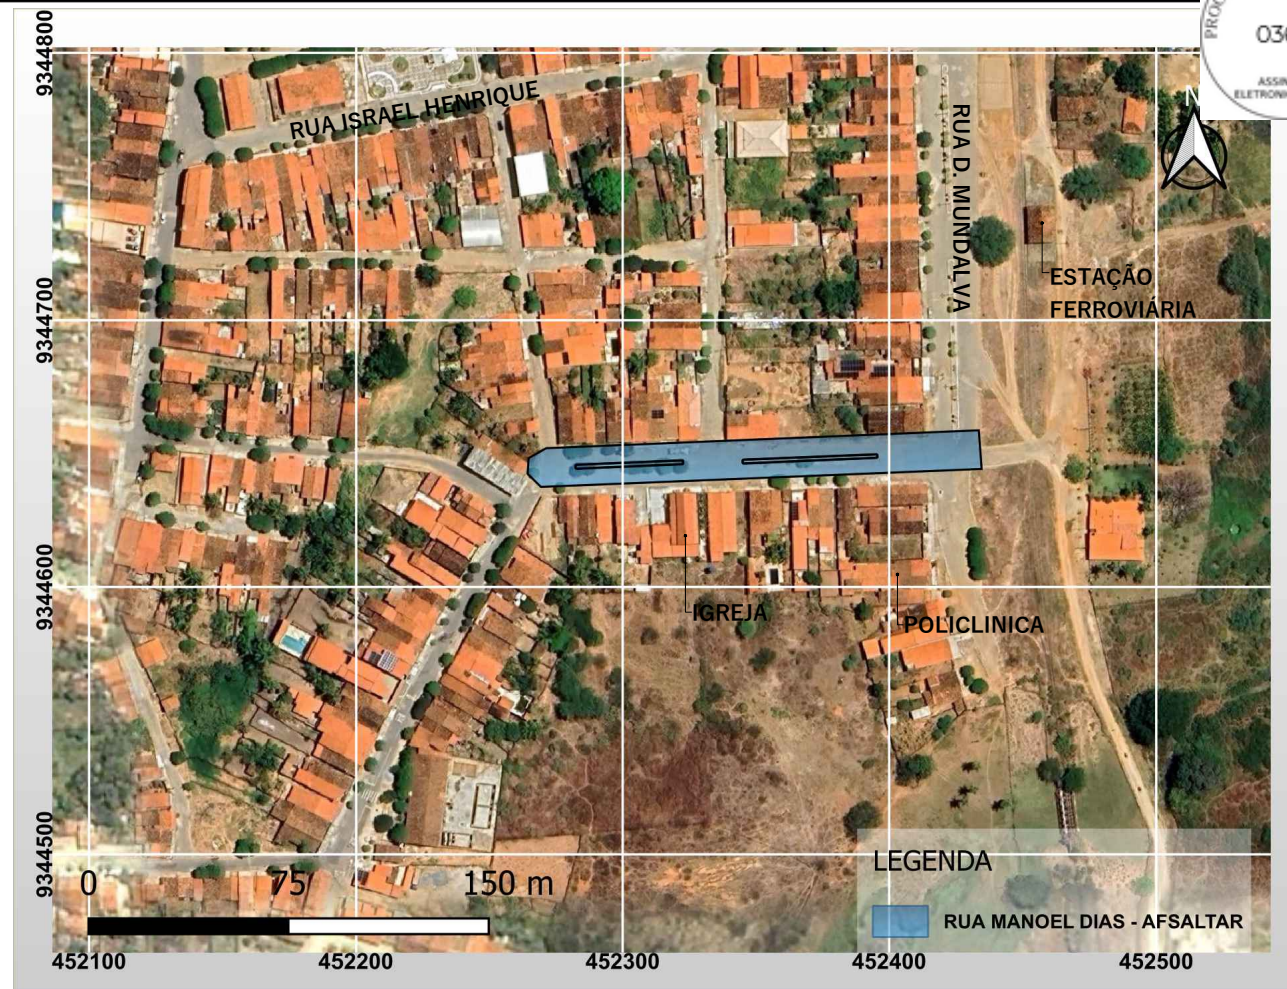 9344800
9344700
9344600
9344500
RUA ISRAEL HENRIQUE
RUA D. MUNDALVA
N
ESTAÇÃO
FERROVIÁRIA
IGREJA
POLICLINICA
0 75 150 m
LEGENDA
RUA MANOEL DIAS - AFSALTAR
452100 452200 452300 452400 452500